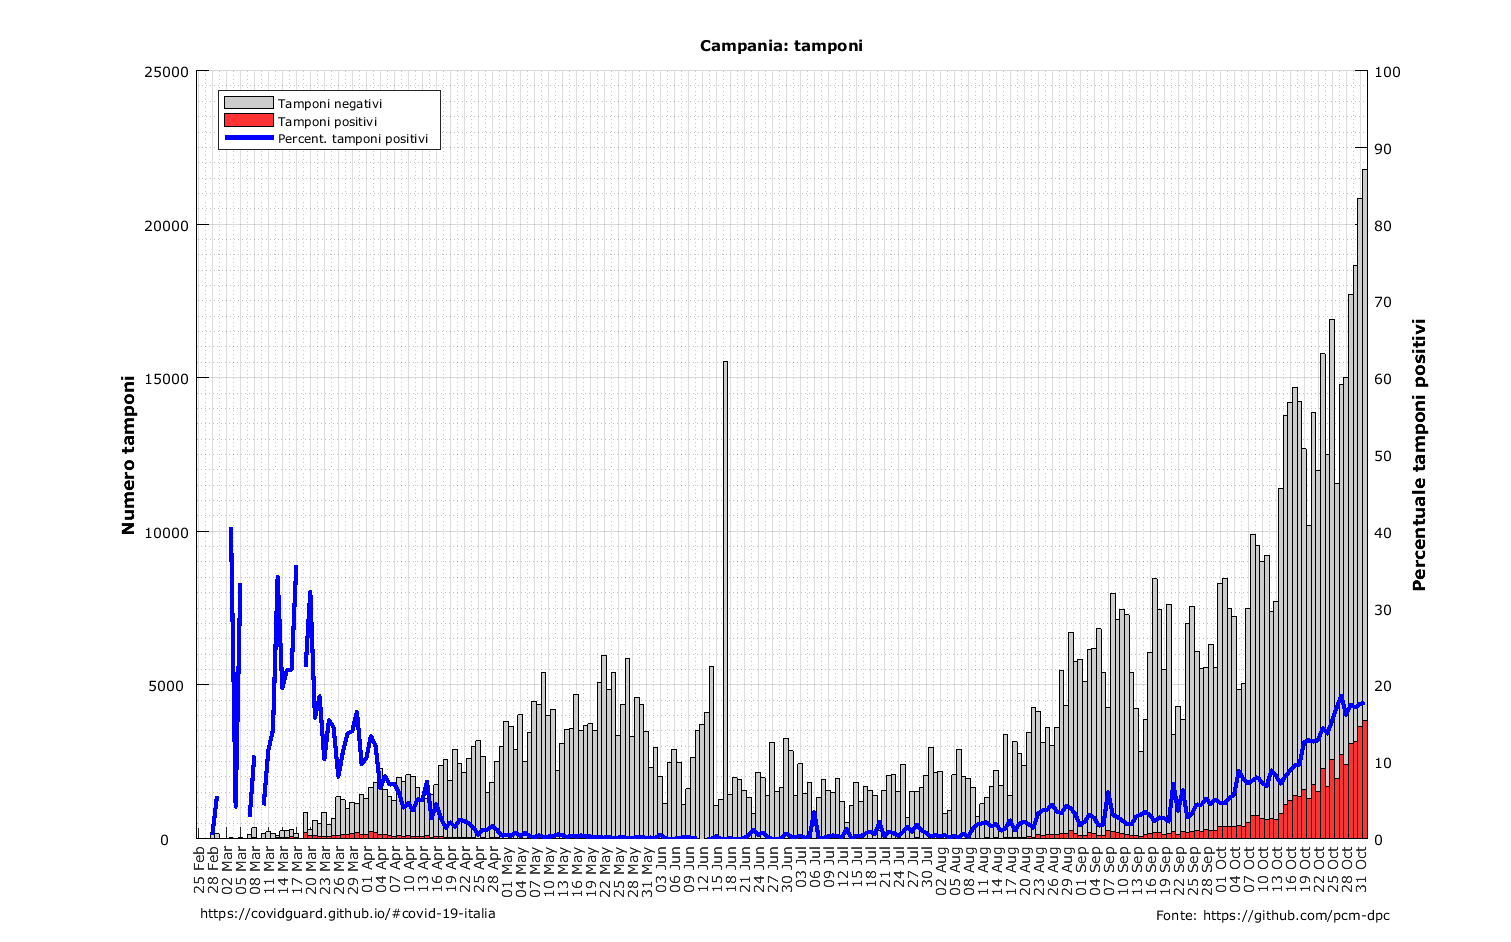 Campania: tamponi
Tamponi negativi
Tamponi positivi
Percent. tamponi positivi
25000
20000
15000
10000
5000
0
Numero tamponi
100
90
80
70
60
50
40
30
20
10
0
Percentuale tamponi positivi
25 Feb
28 Feb
02 Mar
05 Mar
08 Mar
11 Mar
14 Mar
17 Mar
20 Mar
23 Mar
26 Mar
29 Mar
01 Apr
04 Apr
07 Apr
10 Apr
13 Apr
16 Apr
19 Apr
22 Apr
25 Apr
28 Apr
01 May
04 May
07 May
10 May
13 May
16 May
19 May
22 May
25 May
28 May
31 May
03 Jun
06 Jun
09 Jun
12 Jun
15 Jun
18 Jun
21 Jun
24 Jun
27 Jun
30 Jun
03 Jul
06 Jul
09 Jul
12 Jul
15 Jul
18 Jul
21 Jul
24 Jul
27 Jul
30 Jul
02 Aug
05 Aug
08 Aug
11 Aug
14 Aug
17 Aug
20 Aug
23 Aug
26 Aug
29 Aug
01 Sep
04 Sep
07 Sep
10 Sep
13 Sep
16 Sep
19 Sep
22 Sep
25 Sep
28 Sep
01 Oct
04 Oct
07 Oct
10 Oct
13 Oct
16 Oct
19 Oct
22 Oct
25 Oct
28 Oct
31 Oct
https://covidguard.github.io/#covid-19-italia
Fonte: https://github.com/pcm-dpc